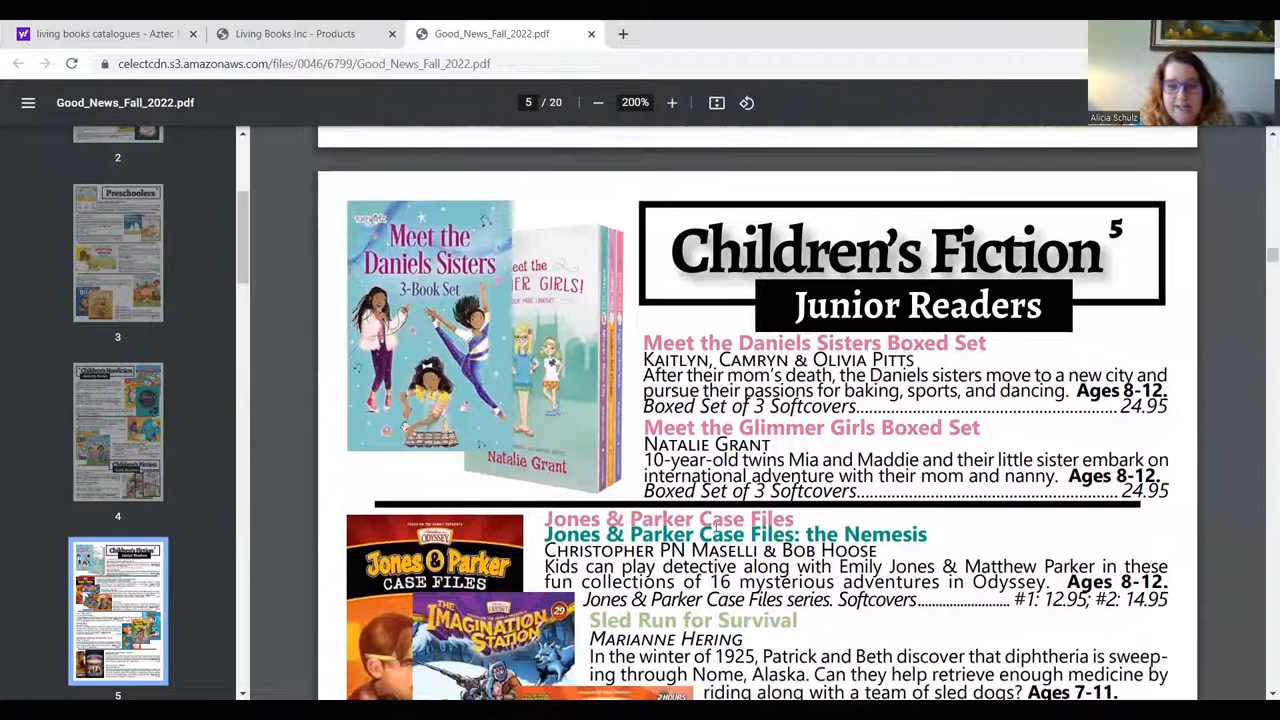 living books catalogues - Aztec
Living Books Inc - Products
Good_News_Fall_2022.pdf
celectcdn.s3.amazonaws.com/files/0046/6799/Good_News_Fall_2022.pdf
Good_News_Fall_2022.pdf
5 / 20
200%
Alicia Schulz
2
Preschoolers
3
4
5
Meet the
Daniels Sisters
3-Book Set
eet the
ER GIRLS!
Natalie Grant
Children's Fiction 5
Junior Readers
Meet the Daniels Sisters Boxed Set
Kaitlyn, Camryn & Olivia Pitts
After their mom's death, the Daniels sisters move to a new city and
pursue their passions for baking, sports, and dancing. Ages 8-12.
Boxed Set of 3 Softcovers........ 24.95
Meet the Glimmer Girls Boxed Set
Natalie Grant
10-year-old twins Mia and Maddie and their little sister embark on
international adventure with their mom and nanny. Ages 8-12.
Boxed Set of 3 Softcovers........ 24.95
ODYSSEY
Jones & Parker
CASE FILES
Jones & Parker Case Files
Jones & Parker Case Files: the Nemesis
Christopher PN Maselli & Bob Hoose
Kids can play detective along with Emily Jones & Matthew Parker in these
fun collections of 16 mysterious adventures in Odyssey. Ages 8-12.
Jones & Parker Case Files series. Softcovers........ #1: 12.95; #2: 14.95
THE
IMAGINATION
STATION
29
Sled Run for Survival
Marianne Hering
In the winter of 1925, Patrick and Beth discover that diphtheria is sweep-
ing through Nome, Alaska. Can they help retrieve enough medicine by
riding along with a team of sled dogs? Ages 7-11.
2 HOURS